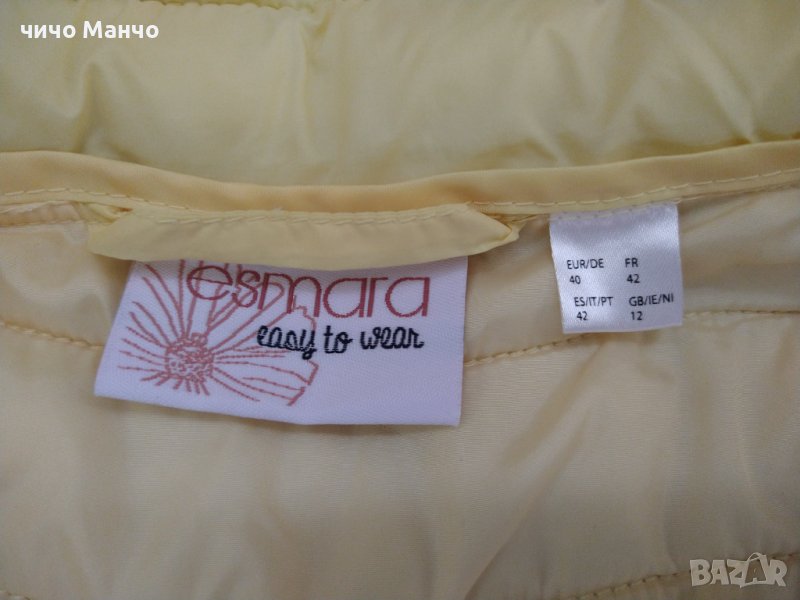 чичо Манчо
esmara
easy to wear
EUR/DE FR
40 42
ES/IT/PT GB/IE/NI
42 12
BAZAR